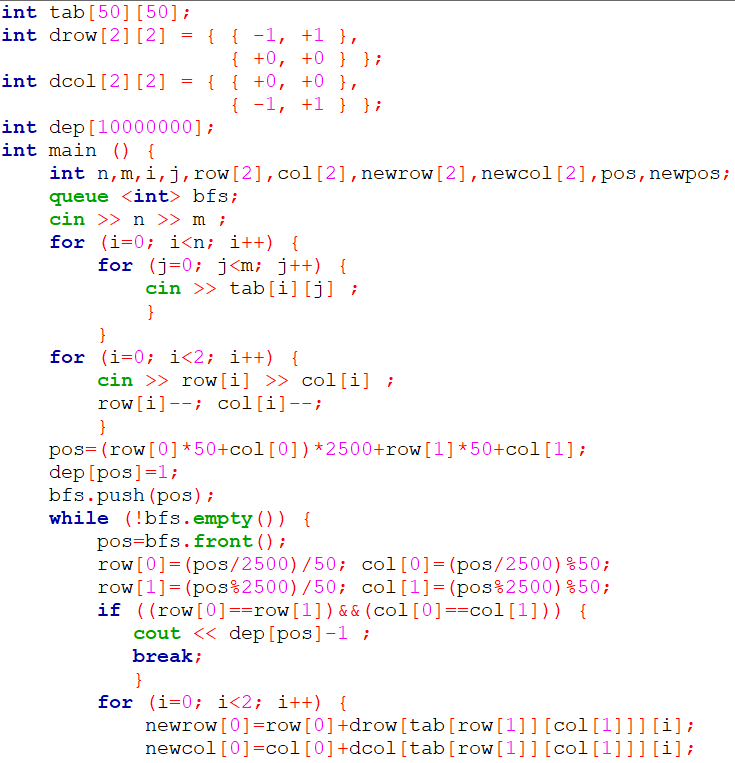 int tab[50][50];
int drow[2][2] = { { -1, +1 },
                   { +0, +0 } };
int dcol[2][2] = { { +0, +0 },
                   { -1, +1 } };
int dep[10000000];
int main () {
    int n,m,i,j,row[2],col[2],newrow[2],newcol[2],pos,newpos;
    queue <int> bfs;
    cin >> n >> m ;
    for (i=0; i<n; i++) {
        for (j=0; j<m; j++) {
            cin >> tab[i][j] ;
            }
        }
    for (i=0; i<2; i++) {
        cin >> row[i] >> col[i] ;
        row[i]--; col[i]--;
        }
    pos=(row[0]*50+col[0])*2500+row[1]*50+col[1];
    dep[pos]=1;
    bfs.push(pos);
    while (!bfs.empty()) {
        pos=bfs.front();
        row[0]=(pos/2500)/50; col[0]=(pos/2500)%50;
        row[1]=(pos%2500)/50; col[1]=(pos%2500)%50;
        if ((row[0]==row[1])&&(col[0]==col[1])) {
           cout << dep[pos]-1 ;
           break;
           }
        for (i=0; i<2; i++) {
            newrow[0]=row[0]+drow[tab[row[1]][col[1]]][i];
            newcol[0]=col[0]+dcol[tab[row[1]][col[1]]][i];